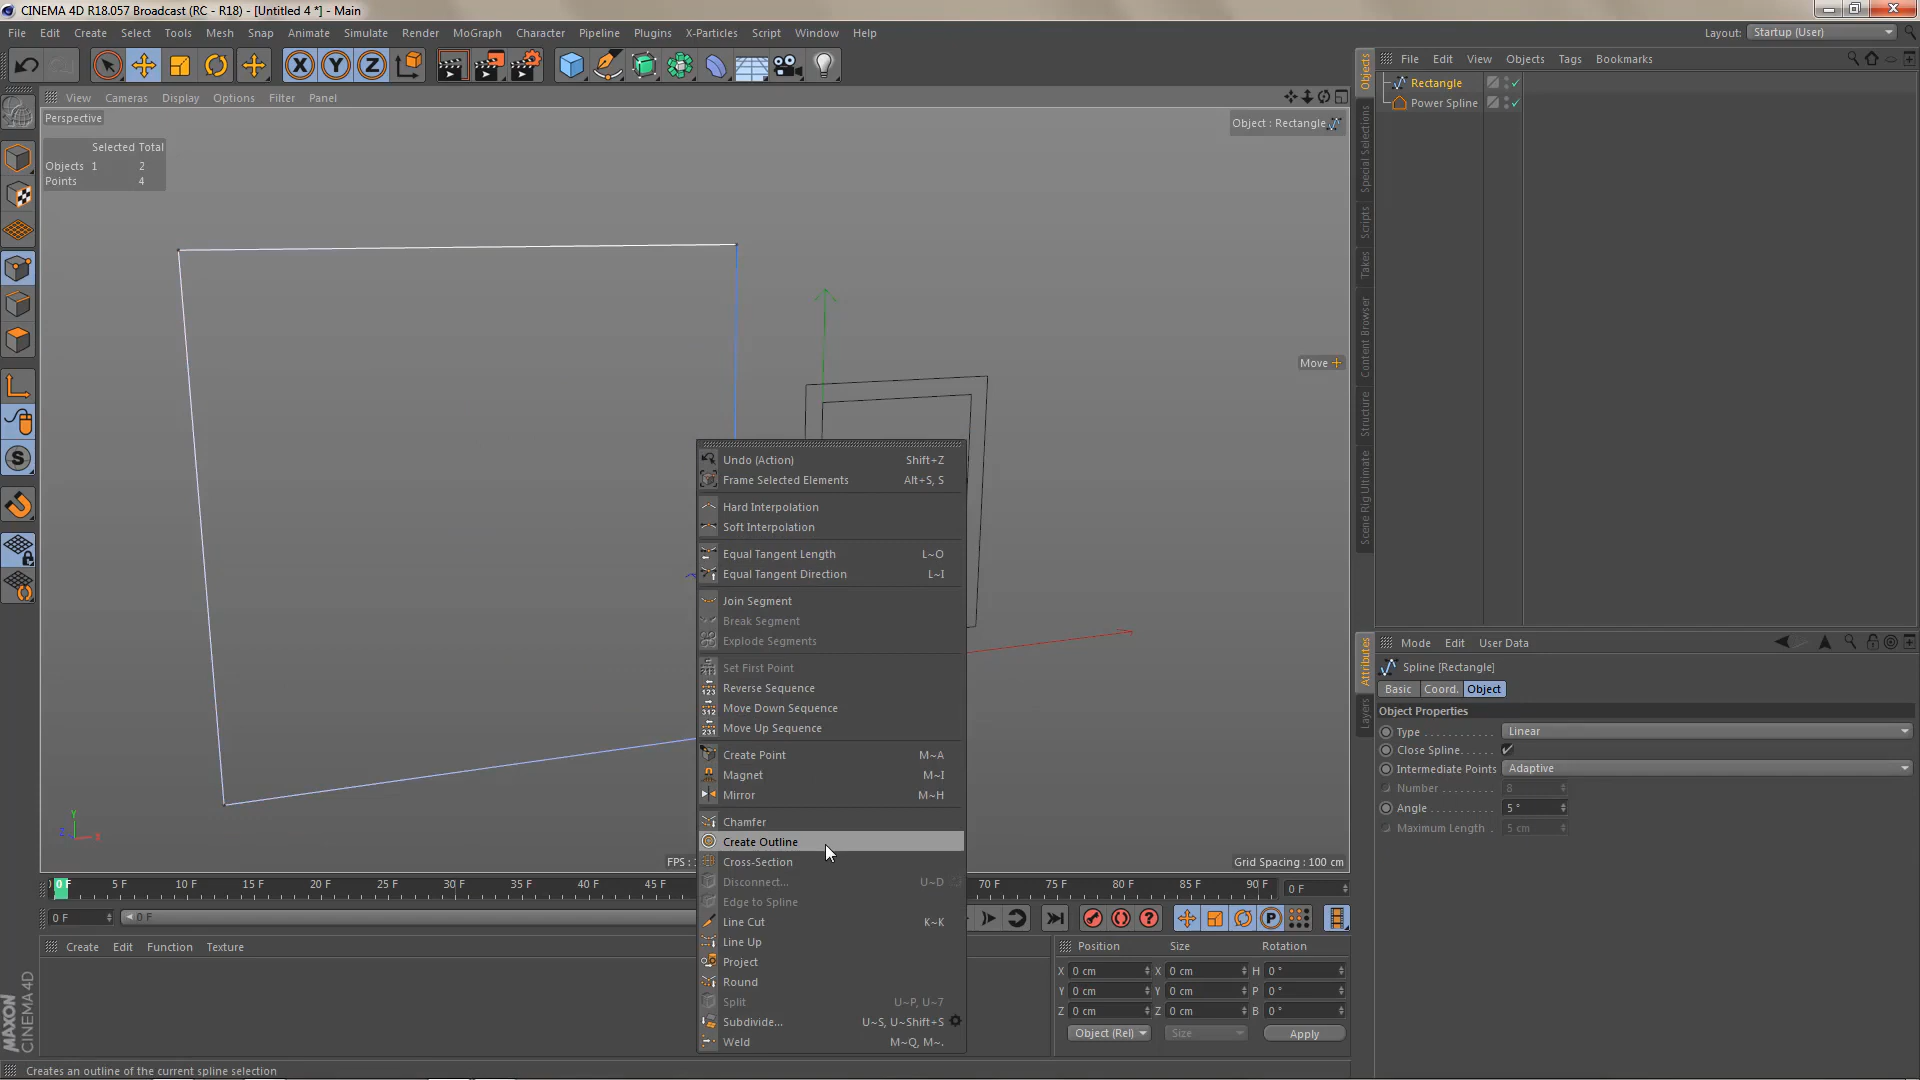 CINEMA 4D R18.057 Broadcast (RC - R18) - [Untitled 4 *] - Main
File Edit Create Select Tools Mesh Snap Animate Simulate Render MoGraph Character Pipeline Plugins X-Particles Script Window Help
Layout: Startup (User)
X Y Z
View Cameras Display Options Filter Panel
Perspective
Object : Rectangle
Selected Total
Objects 1 2
Points 4
Move
Undo (Action) Shift+Z
Frame Selected Elements Alt+S, S
Hard Interpolation
Soft Interpolation
Equal Tangent Length L~O
Equal Tangent Direction L~I
Join Segment
Break Segment
Explode Segments
Set First Point
Reverse Sequence
Move Down Sequence
Move Up Sequence
Create Point M~A
Magnet M~I
Mirror M~H
Chamfer
Create Outline
Cross-Section
Disconnect... U~D
Edge to Spline
Line Cut K~K
Line Up
Project
Round
Split U~P, U~7
Subdivide... U~S, U~Shift+S
Weld M~Q, M~.
Y
Z X
FPS :
Grid Spacing : 100 cm
5 F 10 F 15 F 20 F 25 F 30 F 35 F 40 F 45 F 70 F 75 F 80 F 85 F 90 F 0 F
0 F 0 F
Create Edit Function Texture
Position Size Rotation
X 0 cm X 0 cm H 0 °
Y 0 cm Y 0 cm P 0 °
Z 0 cm Z 0 cm B 0 °
Object (Rel) Size Apply
MAXON
CINEMA 4D
Creates an outline of the current spline selection
Objects
Special Selections
Scripts
Takes
Content Browser
Structure
Scene Rig Ultimate
Attributes
Layers
File Edit View Objects Tags Bookmarks
Rectangle
Power Spline
Mode Edit User Data
Spline [Rectangle]
Basic Coord. Object
Object Properties
Type Linear
Close Spline
Intermediate Points Adaptive
Number 8
Angle 5 °
Maximum Length 5 cm